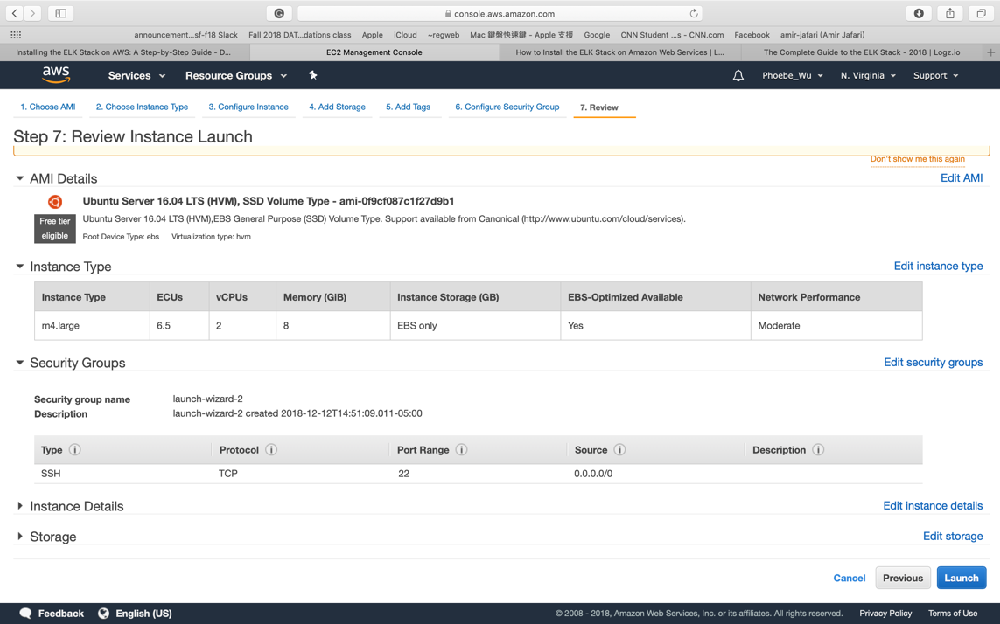 console.aws.amazon.com
announcement...sf-f18 Slack Fall 2018 DAT...dations class Apple iCloud ~regweb Mac 鍵盤快速鍵 - Apple 支援 Google CNN Student ...s - CNN.com Facebook amir-jafari (Amir Jafari)
Installing the ELK Stack on AWS: A Step-by-Step Guide - D... EC2 Management Console How to Install the ELK Stack on Amazon Web Services | L... The Complete Guide to the ELK Stack - 2018 | Logz.io
aws Services Resource Groups Phoebe_Wu N. Virginia Support
1. Choose AMI 2. Choose Instance Type 3. Configure Instance 4. Add Storage 5. Add Tags 6. Configure Security Group 7. Review
Step 7: Review Instance Launch
Don't show me this again
AMI Details Edit AMI
Ubuntu Server 16.04 LTS (HVM), SSD Volume Type - ami-0f9cf087c1f27d9b1
Free tier eligible
Ubuntu Server 16.04 LTS (HVM),EBS General Purpose (SSD) Volume Type. Support available from Canonical (http://www.ubuntu.com/cloud/services).
Root Device Type: ebs Virtualization type: hvm
Instance Type Edit instance type
Instance Type ECUs vCPUs Memory (GiB) Instance Storage (GB) EBS-Optimized Available Network Performance
m4.large 6.5 2 8 EBS only Yes Moderate
Security Groups Edit security groups
Security group name launch-wizard-2
Description launch-wizard-2 created 2018-12-12T14:51:09.011-05:00
Type Protocol Port Range Source Description
SSH TCP 22 0.0.0.0/0
Instance Details Edit instance details
Storage Edit storage
Cancel Previous Launch
Feedback English (US) © 2008 - 2018, Amazon Web Services, Inc. or its affiliates. All rights reserved. Privacy Policy Terms of Use